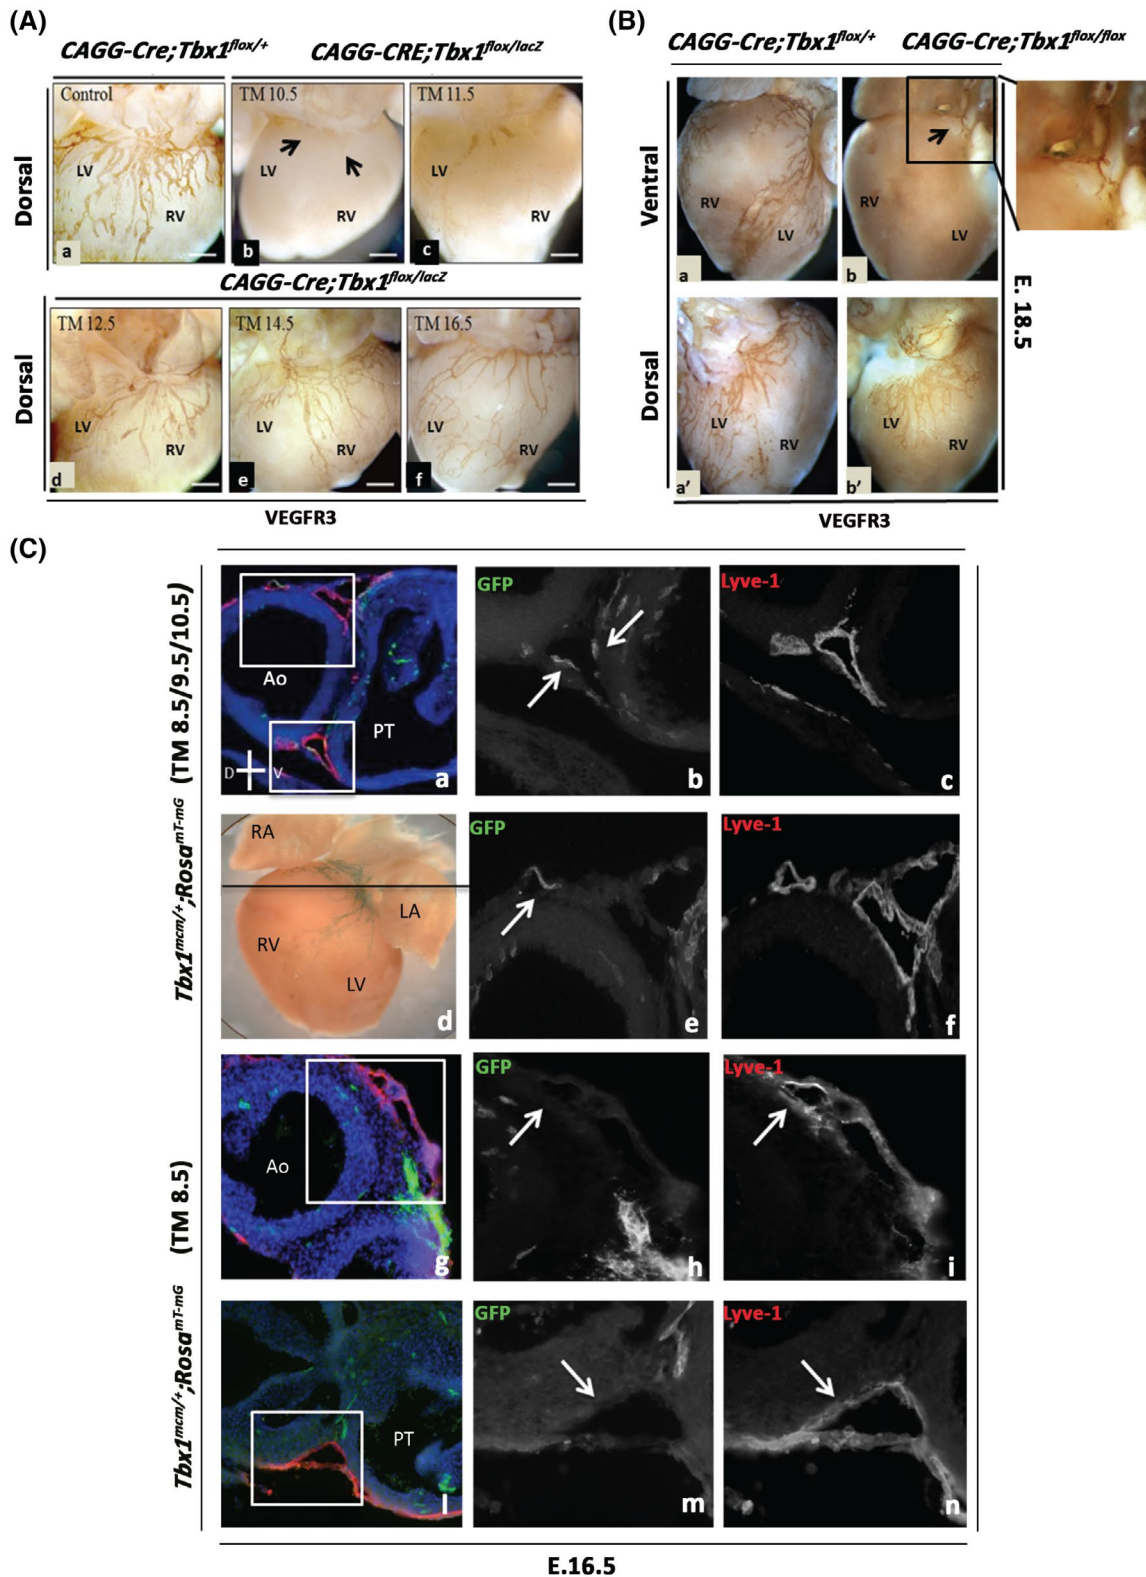 (A)
CAGG-Cre;Tbx1flox/+
CAGG-CRE;Tbx1flox/lacZ
Dorsal
Control
LV
RV
a
TM 10.5
LV
RV
b
TM 11.5
LV
RV
c
CAGG-Cre;Tbx1flox/lacZ
Dorsal
TM 12.5
LV
RV
d
TM 14.5
LV
RV
e
TM 16.5
LV
RV
f
VEGFR3
(B)
CAGG-Cre;Tbx1flox/+
CAGG-Cre;Tbx1flox/flox
Ventral
RV
LV
a
RV
LV
b
E. 18.5
Dorsal
LV
RV
a'
LV
RV
b'
VEGFR3
(C)
Tbx1mcm/+;RosamT-mG (TM 8.5/9.5/10.5)
Ao
PT
D
V
a
GFP
b
Lyve-1
c
RA
LA
RV
LV
d
GFP
e
Lyve-1
f
Tbx1mcm/+;RosamT-mG (TM 8.5)
Ao
g
GFP
h
Lyve-1
i
PT
l
GFP
m
Lyve-1
n
E.16.5